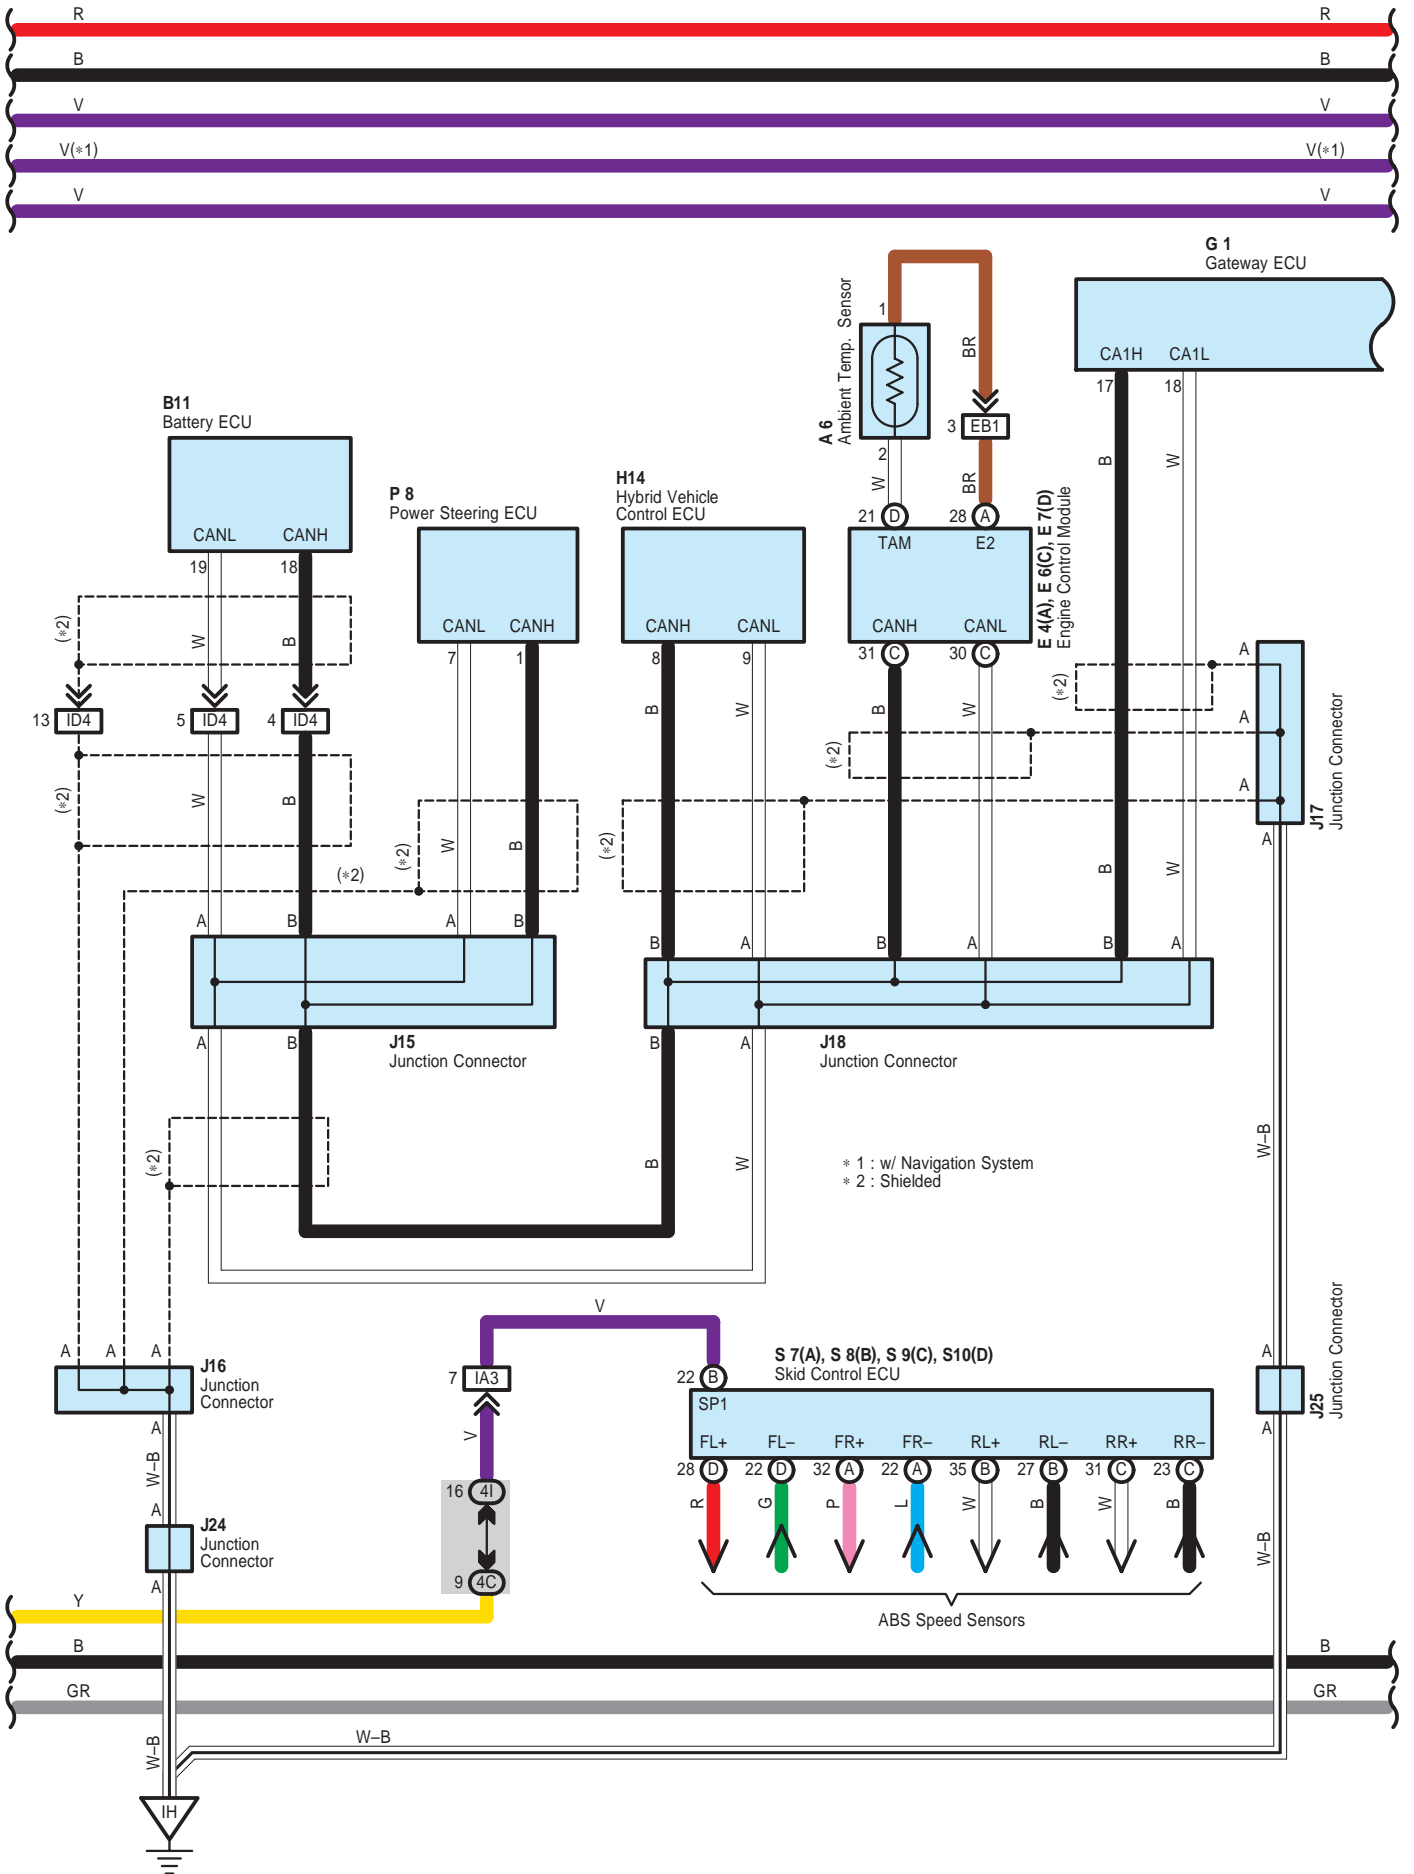 R R
B B
V V
V(∗1) V(∗1)
V V
G 1
Gateway ECU
CA1H CA1L
17 18
B W
A 6
Ambient Temp. Sensor
1
2
W
BR
3 EB1
BR
21 D 28 A
TAM E2
CANH CANL
31 C 30 C
E 4(A), E 6(C), E 7(D)
Engine Control Module
B W
B11
Battery ECU
CANL CANH
19 18
(∗2) W B
13 ID4 5 ID4 4 ID4
(∗2) W B
P 8
Power Steering ECU
CANL CANH
7 1
(∗2) W B
(∗2)
H14
Hybrid Vehicle
Control ECU
CANH CANL
8 9
B W
(∗2)
(∗2)
(∗2)
A
A
A
J17
Junction Connector
A
B W
A B A B
J15
Junction Connector
A B
B A B A B A
J18
Junction Connector
B A
(∗2)
B W
∗ 1 : w/ Navigation System
∗ 2 : Shielded
W–B
A A A
J16
Junction
Connector
A
W–B
A
J24
Junction
Connector
A
V
7 IA3
V
16 4I
9 4C
S 7(A), S 8(B), S 9(C), S10(D)
Skid Control ECU
22 B
SP1
FL+ FL– FR+ FR– RL+ RL– RR+ RR–
28 D 22 D 32 A 22 A 35 B 27 B 31 C 23 C
R G P L W B W B
ABS Speed Sensors
A
J25
Junction Connector
A
W–B
Y
B B
GR GR
W–B
W–B
IH